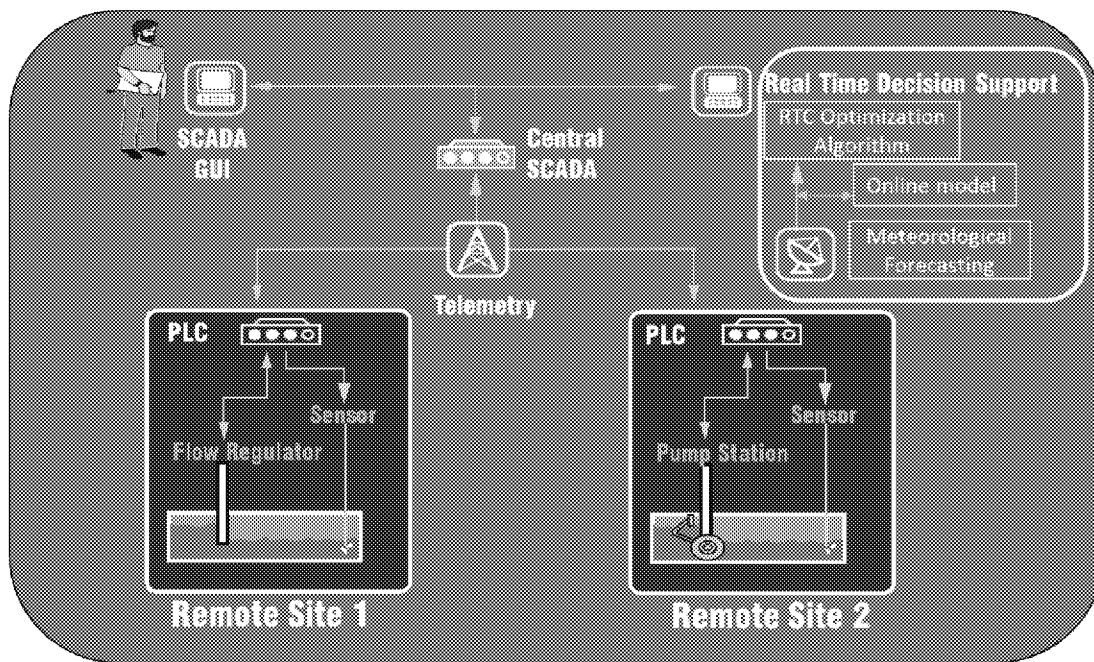 Real Time Decision Support
RTC Optimization
Algorithm
SCADA
GUI
Central
SCADA
Online model
Meteorological
Forecasting
Telemetry
PLC
PLC
Sensor
Flow Regulator
Sensor
Pump Station
Remote Site 1
Remote Site 2